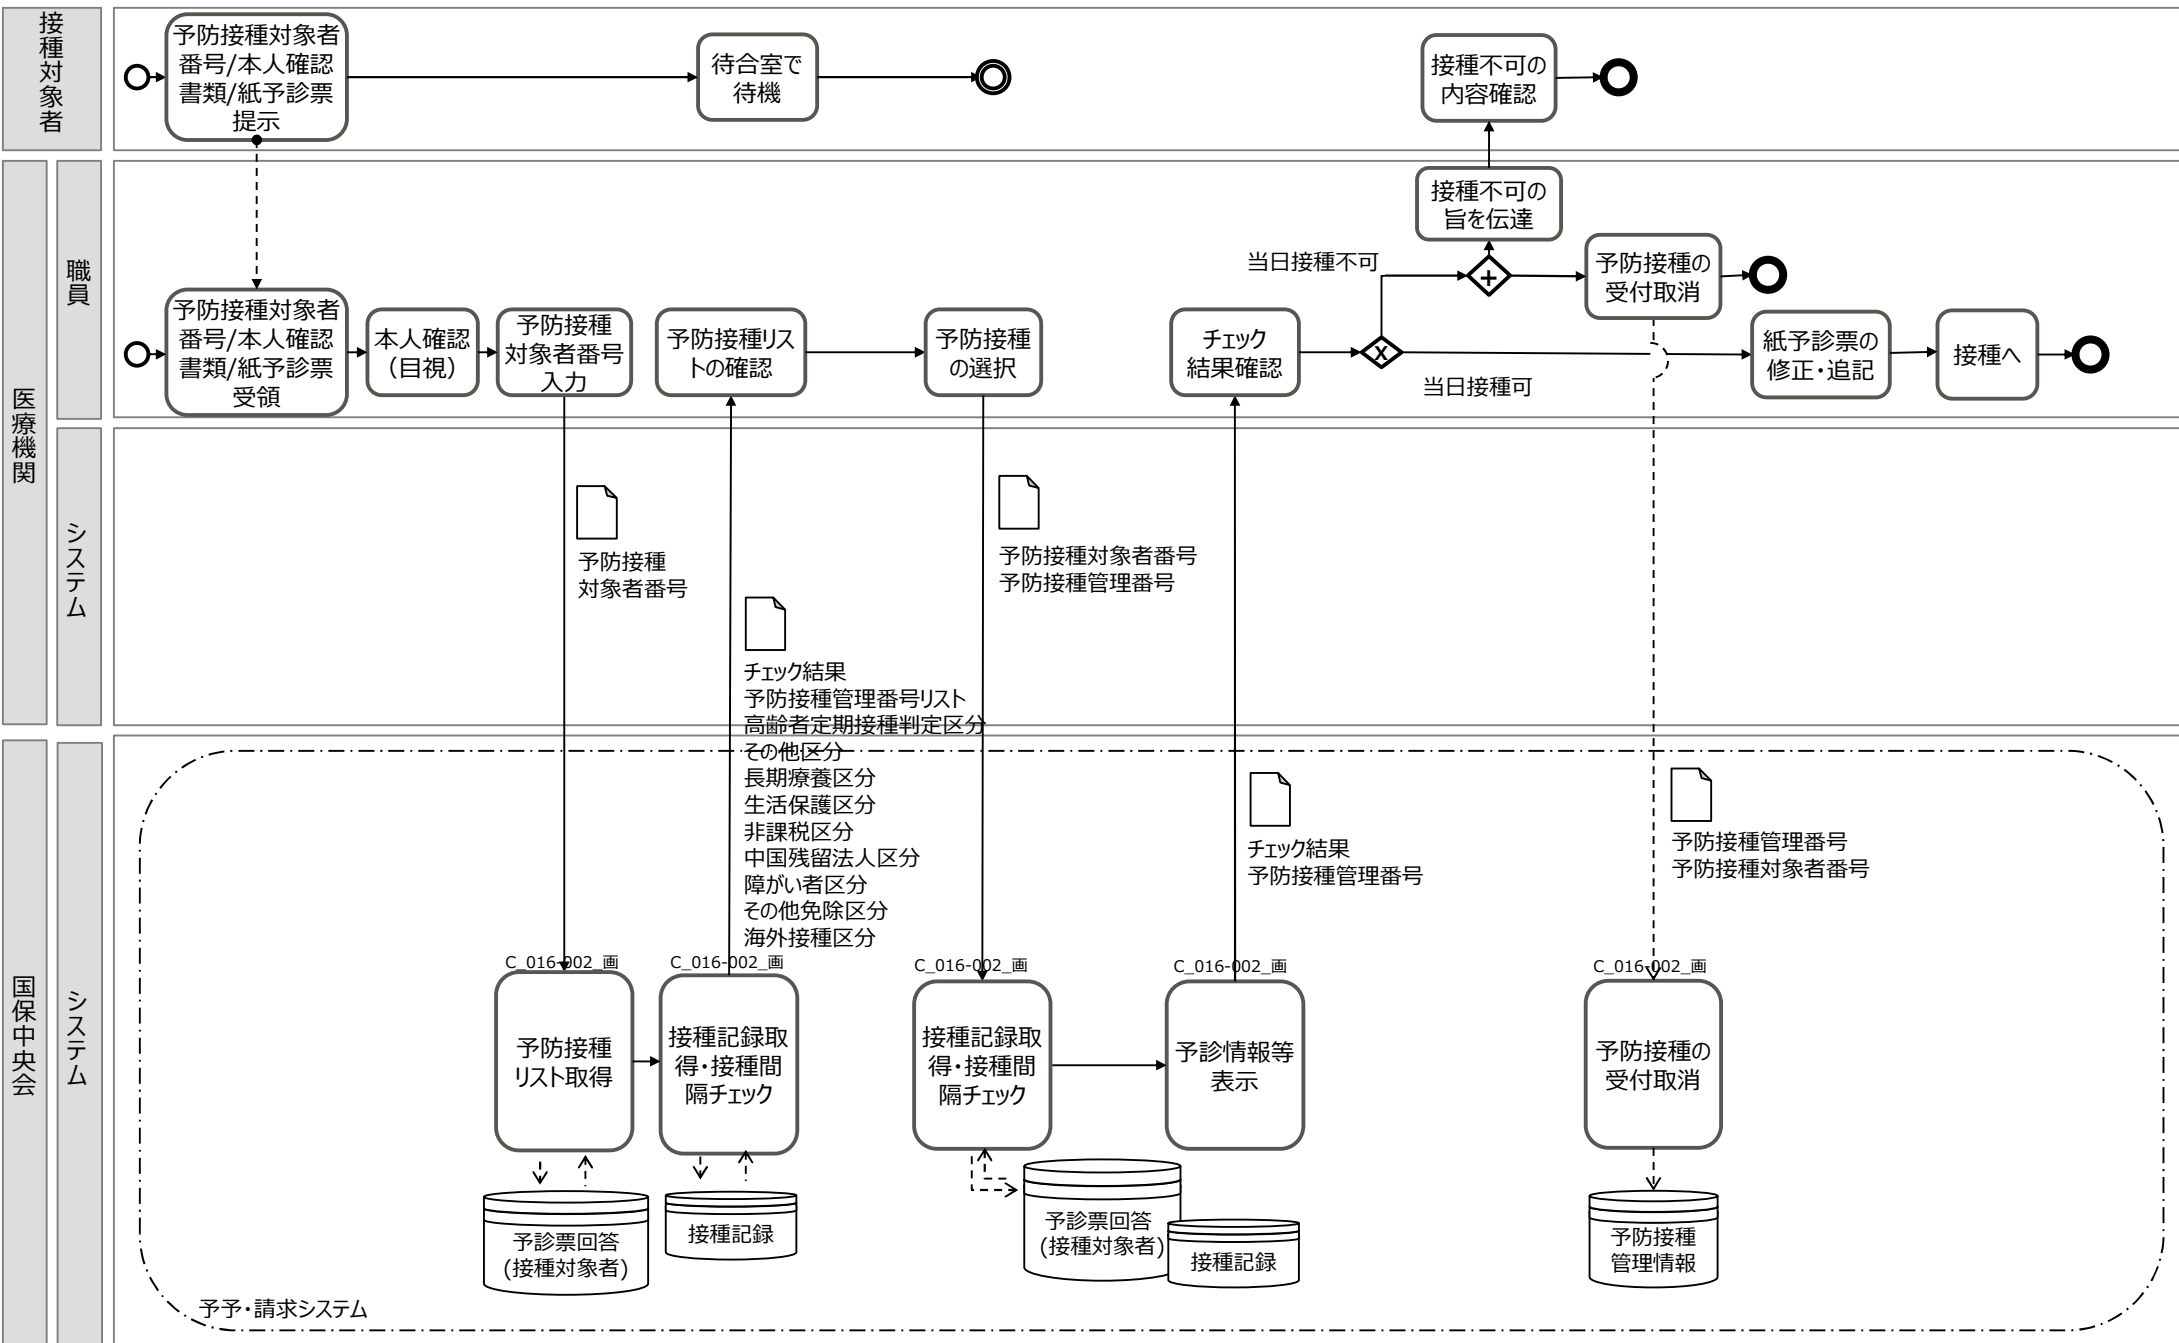 接種対象者
予防接種対象者
番号/本人確認
書類/紙予診票
提示
待合室で
待機
接種不可の
内容確認
医療機関
職員
接種不可の
旨を伝達
当日接種不可
+
予防接種の
受付取消
予防接種対象者
番号/本人確認
書類/紙予診票
受領
本人確認
（目視）
予防接種
対象者番号
入力
予防接種リス
トの確認
予防接種
の選択
チェック
結果確認
X
当日接種可
紙予診票の
修正・追記
接種へ
システム
予防接種
対象者番号
予防接種対象者番号
予防接種管理番号
チェック結果
予防接種管理番号リスト
高齢者定期接種判定区分
その他区分
長期療養区分
生活保護区分
非課税区分
中国残留法人区分
障がい者区分
その他免除区分
海外接種区分
チェック結果
予防接種管理番号
予防接種管理番号
予防接種対象者番号
国保中央会
システム
C_016-002_画
C_016-002_画
C_016-002_画
C_016-002_画
C_016-002_画
予防接種
リスト取得
接種記録取
得・接種間
隔チェック
接種記録取
得・接種間
隔チェック
予診情報等
表示
予防接種の
受付取消
予診票回答
(接種対象者)
接種記録
予診票回答
(接種対象者)
接種記録
予防接種
管理情報
予予・請求システム